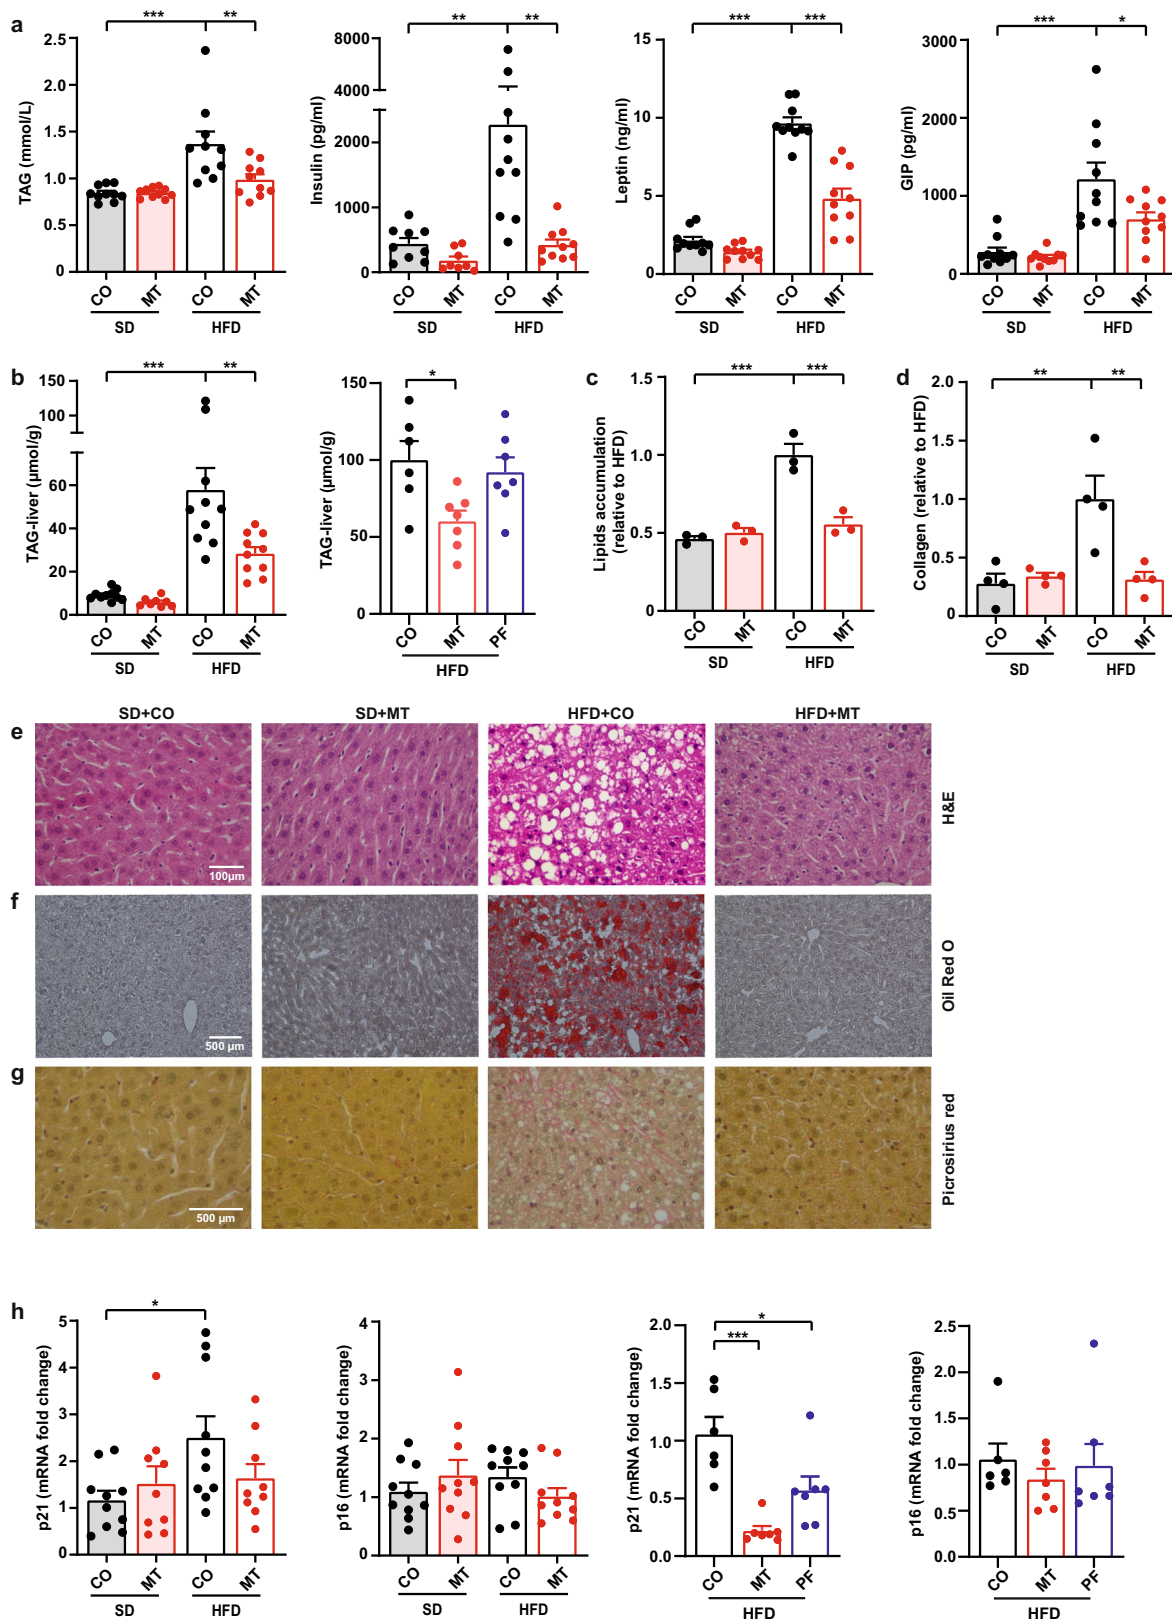 a
TAG (mmol/L)
2.5
2.0
1.5
1.0
0.5
0.0
***
**
CO
MT
CO
MT
SD
HFD
Insulin (pg/ml)
8000
4000
2000
1000
0
**
**
CO
MT
CO
MT
SD
HFD
Leptin (ng/ml)
15
10
5
0
***
***
CO
MT
CO
MT
SD
HFD
GIP (pg/ml)
3000
2000
1000
0
***
*
CO
MT
CO
MT
SD
HFD
b
TAG-liver (µmol/g)
150
100
60
40
20
0
***
**
CO
MT
CO
MT
SD
HFD
TAG-liver (µmol/g)
150
100
50
0
*
CO
MT
PF
HFD
c
Lipids accumulation
(relative to HFD)
1.5
1.0
0.5
0
***
***
CO
MT
CO
MT
SD
HFD
d
Collagen (relative to HFD)
2.0
1.5
1.0
0.5
0
**
**
CO
MT
CO
MT
SD
HFD
SD+CO
SD+MT
HFD+CO
HFD+MT
e
100µm
H&E
f
500 µm
Oil Red O
g
500 µm
Picrosirius red
h
p21 (mRNA fold change)
5
4
3
2
1
0
*
CO
MT
CO
MT
SD
HFD
p16 (mRNA fold change)
4
3
2
1
0
CO
MT
CO
MT
SD
HFD
p21 (mRNA fold change)
2.0
1.5
1.0
0.5
0.0
*
***
CO
MT
PF
HFD
p16 (mRNA fold change)
2.5
2.0
1.5
1.0
0.5
0.0
CO
MT
PF
HFD